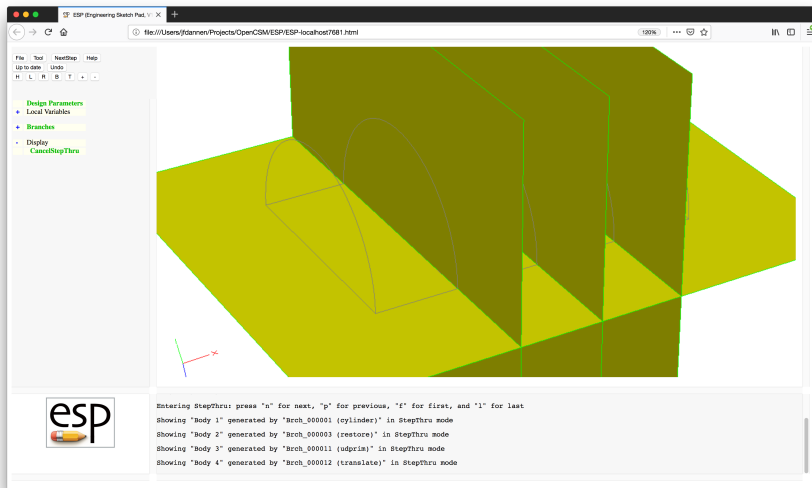 ESP (Engineering Sketch Pad, V
file:///Users/jfdannen/Projects/OpenCSM/ESP/ESP-localhost7681.html
120%
File Tool NextStep Help
Up to date Undo
H L R B T + -
Design Parameters
+ Local Variables
+ Branches
- Display
CancelStepThru
X
esp
Entering StepThru: press "n" for next, "p" for previous, "f" for first, and "l" for last
Showing "Body 1" generated by "Brch_000001 (cylinder)" in StepThru mode
Showing "Body 2" generated by "Brch_000003 (restore)" in StepThru mode
Showing "Body 3" generated by "Brch_000011 (udprim)" in StepThru mode
Showing "Body 4" generated by "Brch_000012 (translate)" in StepThru mode